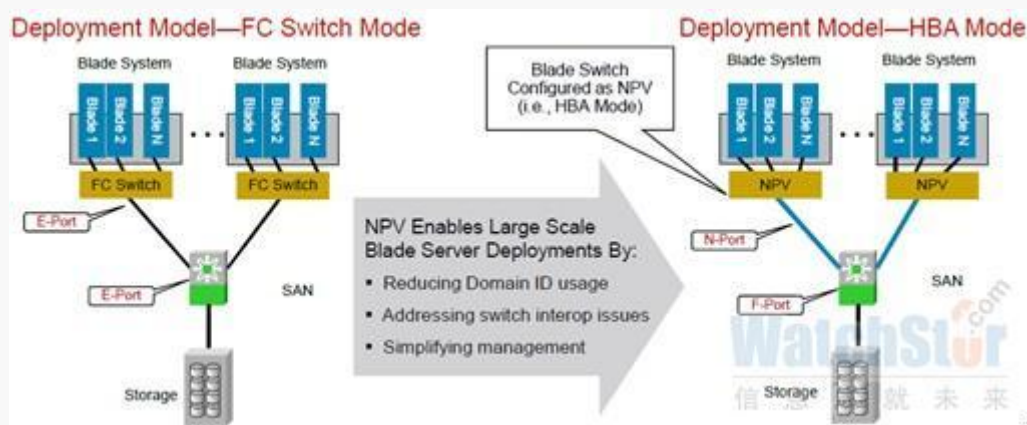 Deployment Model—FC Switch Mode
Blade System
Blade System
Blade 1
Blade 2
Blade N
Blade 1
Blade 2
Blade N
FC Switch
FC Switch
E-Port
E-Port
SAN
Storage
NPV Enables Large Scale
Blade Server Deployments By:
▪ Reducing Domain ID usage
▪ Addressing switch interop issues
▪ Simplifying management
Blade Switch
Configured as NPV
(i.e., HBA Mode)
Deployment Model—HBA Mode
Blade System
Blade System
Blade 1
Blade 2
Blade N
Blade 1
Blade 2
Blade N
NPV
NPV
N-Port
F-Port
SAN
Storage
WatchStor.com
信 就 未 来